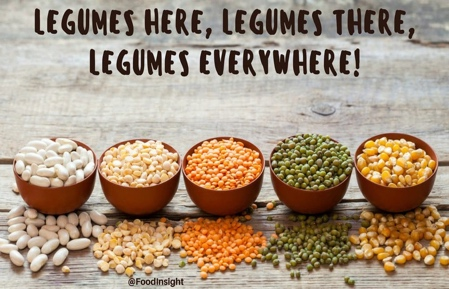 LEGUMES HERE, LEGUMES THERE,
LEGUMES EVERYWHERE!
@FoodInsight